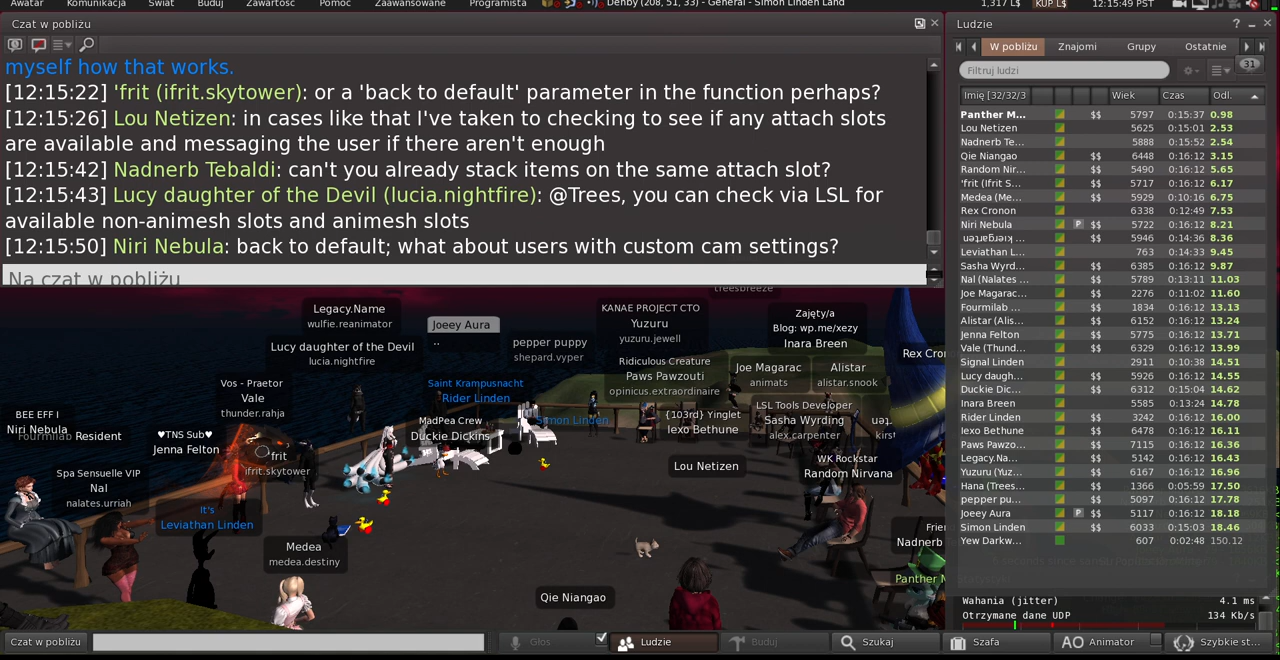 Awatar Komunikacja Świat Buduj Zawartość Pomoc Zaawansowane Programista Denby (208, 51, 33) - General - Simon Linden Land 1,317 L$ KUP L$ 12:15:49 PST
Czat w pobliżu
myself how that works.
[12:15:22] 'frit (ifrit.skytower): or a 'back to default' parameter in the function perhaps?
[12:15:26] Lou Netizen: in cases like that I've taken to checking to see if any attach slots
are available and messaging the user if there aren't enough
[12:15:42] Nadnerb Tebaldi: can't you already stack items on the same attach slot?
[12:15:43] Lucy daughter of the Devil (lucia.nightfire): @Trees, you can check via LSL for
available non-animesh slots and animesh slots
[12:15:50] Niri Nebula: back to default; what about users with custom cam settings?
Na czat w pobliżu
treesbreeze
Legacy.Name
wulfie.reanimator
Joeey Aura
..
KANAE PROJECT CTO
Yuzuru
yuzuru.jewell
Zajęty/a
Blog: wp.me/xezy
Inara Breen
Lucy daughter of the Devil
lucia.nightfire
pepper puppy
shepard.vyper
Rex Cron
Ridiculous Creature
Paws Pawzouti
opinicus.extraordinaire
Joe Magarac
animats
Alistar
alistar.snook
Vos - Praetor
Vale
thunder.rahja
Saint Krampusnacht
Rider Linden
BEE EFF I
Niri Nebula
Fourmilab Resident
♥TNS Sub♥
Jenna Felton
MadPea Crew
Duckie Dickins
Simon Linden
{103rd} Yinglet
Iexo Bethune
LSL Tools Developer
Sasha Wyrding
alex.carpenter
kirst
'frit
ifrit.skytower
Spa Sensuelle VIP
Nal
nalates.urriah
Lou Netizen
WK Rockstar
Random Nirvana
It's
Leviathan Linden
Medea
medea.destiny
Frie
Nadnerb
Panther M
Qie Niangao
Ludzie
W pobliżu Znajomi Grupy Ostatnie
Filtruj ludzi 31
Imię [32/32/3 Wiek Czas Odl.
Panther M... $$ 5797 0:15:37 0.98
Lou Netizen 5625 0:15:01 2.53
Nadnerb Te... 5888 0:15:52 2.54
Qie Niangao $$ 6448 0:16:12 3.15
Random Nir... $$ 5490 0:16:12 5.65
'frit (Ifrit S... $$ 5717 0:16:12 6.17
Medea (Me... $$ 5929 0:10:16 6.75
Rex Cronon 6338 0:12:49 7.53
Niri Nebula P $$ 5722 0:16:12 8.21
$$ 5946 0:14:36 8.36
Leviathan L... 763 0:14:33 9.45
Sasha Wyrd... $$ 6385 0:16:12 9.87
Nal (Nalates ... $$ 5789 0:13:11 11.03
Joe Magarac... $$ 2276 0:11:02 11.60
Fourmilab ... $$ 1834 0:16:12 13.13
Alistar (Alis... $$ 6152 0:16:12 13.24
Jenna Felton $$ 5775 0:16:12 13.71
Vale (Thund... $$ 6329 0:16:12 13.99
Signal Linden 2911 0:10:38 14.51
Lucy daugh... $$ 5926 0:16:12 14.55
Duckie Dic... $$ 6312 0:15:04 14.62
Inara Breen 5585 0:13:24 14.78
Rider Linden $$ 3242 0:16:12 16.00
Iexo Bethune $$ 6478 0:16:12 16.11
Paws Pawzo... $$ 7115 0:16:12 16.36
Legacy.Na... $$ 5142 0:16:12 16.43
Yuzuru (Yuz... $$ 6167 0:16:12 16.96
Hana (Trees... $$ 1366 0:05:59 17.50
pepper pu... $$ 5097 0:16:12 17.78
Joeey Aura P $$ 5117 0:16:12 18.18
Simon Linden $$ 6033 0:15:03 18.46
Yew Darkw... 607 0:02:48 150.12
Wahania (jitter) 4.1 ms
Otrzymane dane UDP 134 Kb/s
Czat w pobliżu Głos Ludzie Buduj Szukaj Szafa AO Animator Szybkie st...